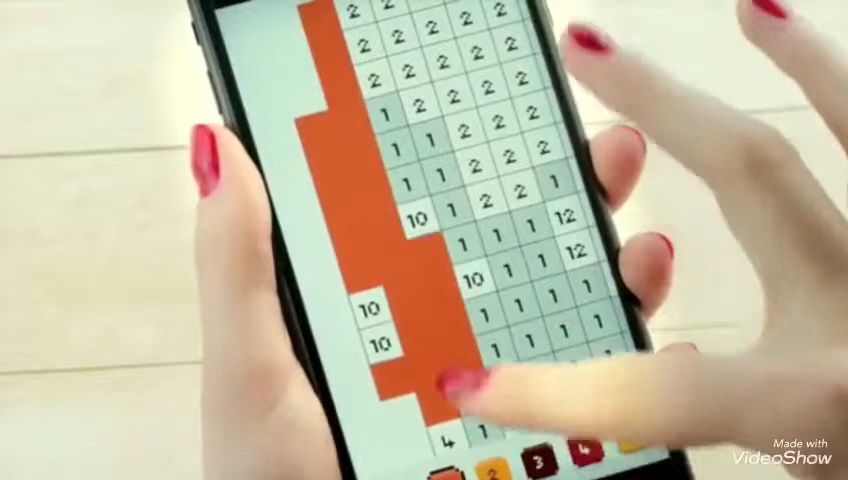 2 2 2 2 2
2 2 2 2 2
2 2 2 2 2
1 2 2 2 2
1 1 2 2 2
1 1 2 2 2
10 1 2 2 1
1 1 1 12
10 1 1 12
10 1 1 1 1
10 1 1 1 1
4 1
2 3 4
Made with
VideoShow